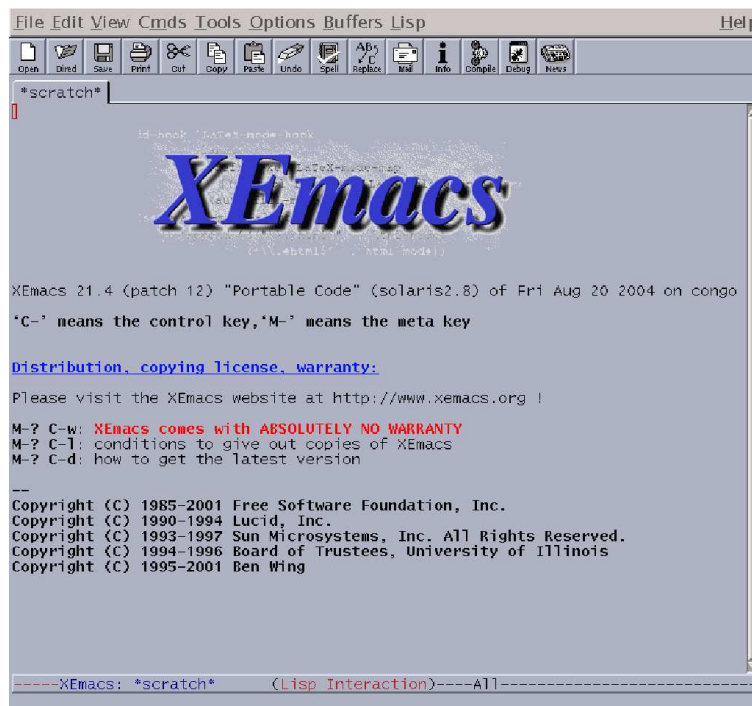 File Edit View Cmds Tools Options Buffers Lisp Help
Open Dired Save Print Cut Copy Paste Undo Spell Replace Mail Info Compile Debug News
*scratch*
id-hook 'LaTeX-mode-hook
XEmacs
XEmacs 21.4 (patch 12) "Portable Code" (solaris2.8) of Fri Aug 20 2004 on congo
'C-' means the control key,'M-' means the meta key
Distribution, copying license, warranty:
Please visit the XEmacs website at http://www.xemacs.org !
M-? C-w: XEmacs comes with ABSOLUTELY NO WARRANTY
M-? C-l: conditions to give out copies of XEmacs
M-? C-d: how to get the latest version
--
Copyright (C) 1985-2001 Free Software Foundation, Inc.
Copyright (C) 1990-1994 Lucid, Inc.
Copyright (C) 1993-1997 Sun Microsystems, Inc. All Rights Reserved.
Copyright (C) 1994-1996 Board of Trustees, University of Illinois
Copyright (C) 1995-2001 Ben Wing
-----XEmacs: *scratch* (Lisp Interaction)----All----------------------------